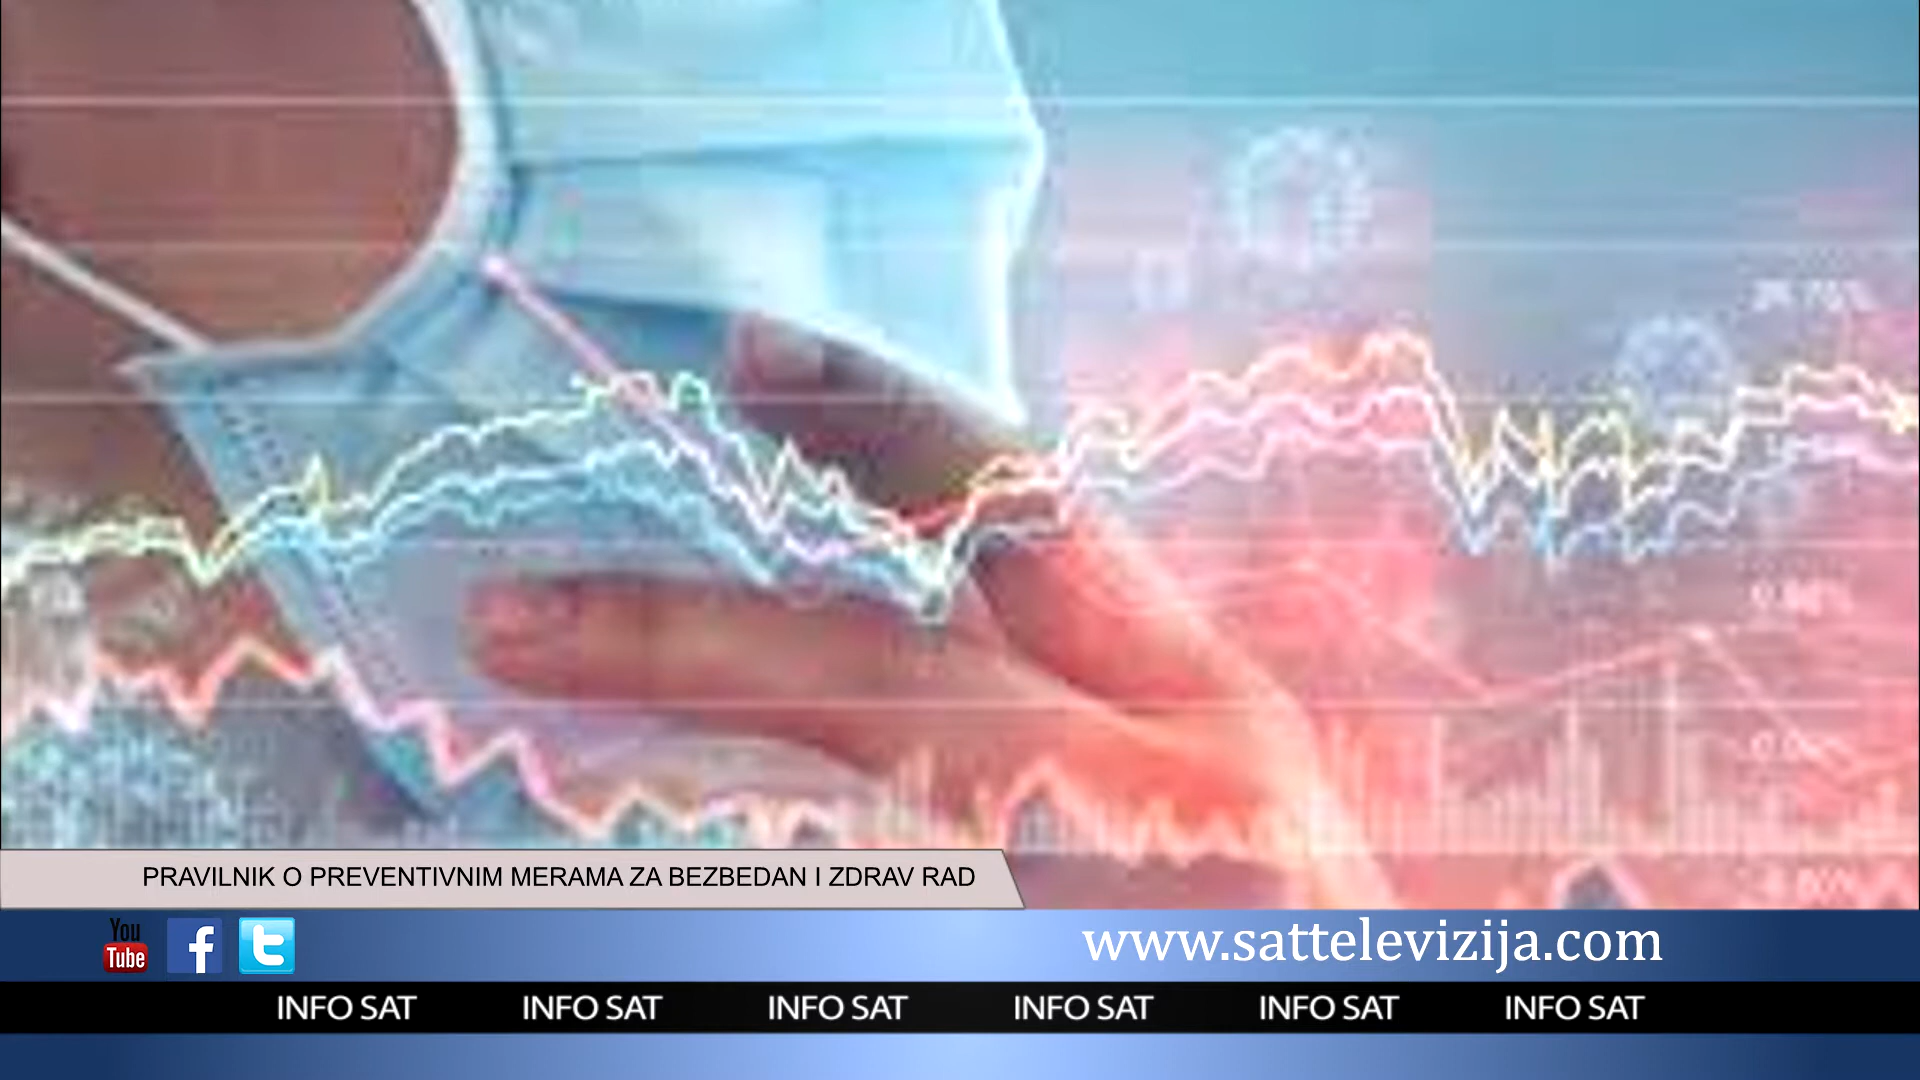 PRAVILNIK O PREVENTIVNIM MERAMA ZA BEZBEDAN I ZDRAV RAD
You
Tube
www.sattelevizija.com
INFO SAT INFO SAT INFO SAT INFO SAT INFO SAT INFO SAT